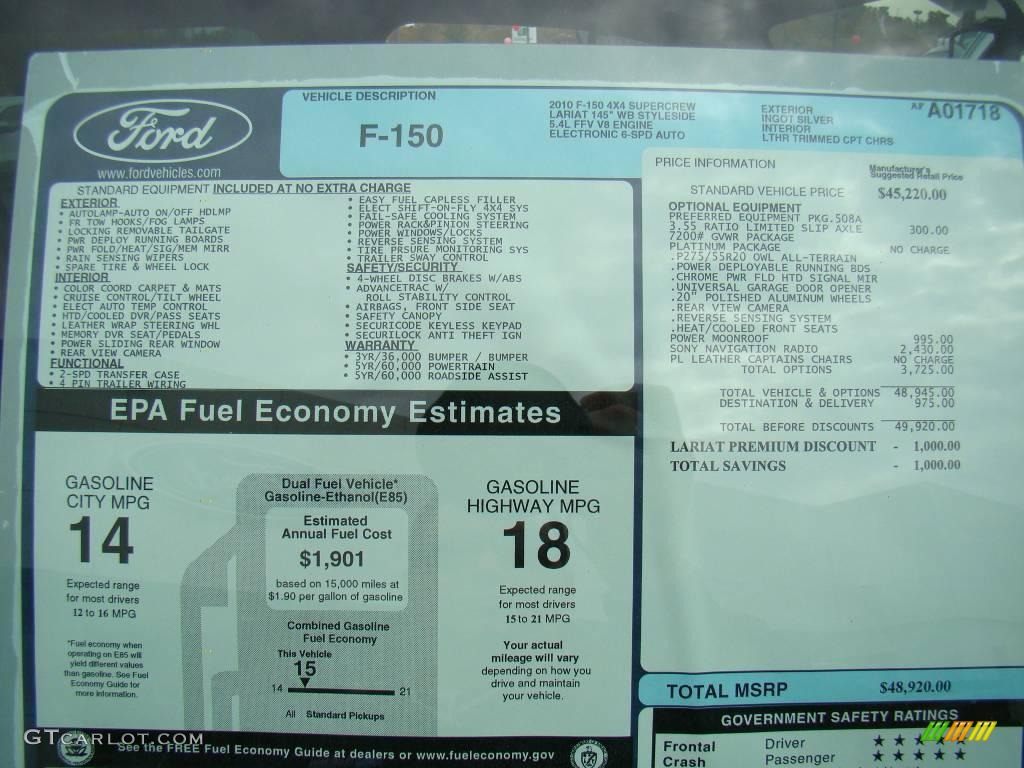 Ford
www.fordvehicles.com
VEHICLE DESCRIPTION
F-150
2010 F-150 4X4 SUPERCREW
LARIAT 145" WB STYLESIDE
5.4L FFV V8 ENGINE
ELECTRONIC 6-SPD AUTO
EXTERIOR
INGOT SILVER
INTERIOR
LTHR TRIMMED CPT CHRS
A01718
STANDARD EQUIPMENT INCLUDED AT NO EXTRA CHARGE
EXTERIOR
• AUTOLAMP-AUTO ON/OFF HDLMP
• FR TOW HOOKS/FOG LAMPS
• LOCKING REMOVABLE TAILGATE
• PWR DEPLOY RUNNING BOARDS
• PWR FOLD/HEAT/SIG/MEM MIRR
• RAIN SENSING WIPERS
• SPARE TIRE & WHEEL LOCK
INTERIOR
• COLOR COORD CARPET & MATS
• CRUISE CONTROL/TILT WHEEL
• ELECT AUTO TEMP CONTROL
• HTD/COOLED DVR/PASS SEATS
• LEATHER WRAP STEERING WHL
• MEMORY DVR SEAT/PEDALS
• POWER SLIDING REAR WINDOW
• REAR VIEW CAMERA
FUNCTIONAL
• 2-SPD TRANSFER CASE
• 4 PIN TRAILER WIRING
• EASY FUEL CAPLESS FILLER
• ELECT SHIFT-ON-FLY 4X4 SYS
• FAIL-SAFE COOLING SYSTEM
• POWER RACK&PINION STEERING
• POWER WINDOWS/LOCKS
• REVERSE SENSING SYSTEM
• TIRE PRSURE MONITORING SYS
• TRAILER SWAY CONTROL
SAFETY/SECURITY
• 4-WHEEL DISC BRAKES W/ABS
• ADVANCETRAC W/
ROLL STABILITY CONTROL
• AIRBAGS, FRONT SIDE SEAT
• SAFETY CANOPY
• SECURICODE KEYLESS KEYPAD
• SECURILOCK ANTI THEFT IGN
WARRANTY
• 3YR/36,000 BUMPER / BUMPER
• 5YR/60,000 POWERTRAIN
• 5YR/60,000 ROADSIDE ASSIST
PRICE INFORMATION
Manufacturer's
Suggested Retail Price
STANDARD VEHICLE PRICE $45,220.00
OPTIONAL EQUIPMENT
PREFERRED EQUIPMENT PKG.508A
3.55 RATIO LIMITED SLIP AXLE 300.00
7200# GVWR PACKAGE
PLATINUM PACKAGE NO CHARGE
.P275/55R20 OWL ALL-TERRAIN
.POWER DEPLOYABLE RUNNING BDS
.CHROME PWR FLD HTD SIGNAL MIR
.UNIVERSAL GARAGE DOOR OPENER
.20" POLISHED ALUMINUM WHEELS
.REAR VIEW CAMERA
.REVERSE SENSING SYSTEM
.HEAT/COOLED FRONT SEATS
POWER MOONROOF 995.00
SONY NAVIGATION RADIO 2,430.00
PL LEATHER CAPTAINS CHAIRS NO CHARGE
TOTAL OPTIONS 3,725.00
TOTAL VEHICLE & OPTIONS 48,945.00
DESTINATION & DELIVERY 975.00
TOTAL BEFORE DISCOUNTS 49,920.00
LARIAT PREMIUM DISCOUNT - 1,000.00
TOTAL SAVINGS - 1,000.00
EPA Fuel Economy Estimates
GASOLINE
CITY MPG
14
Expected range
for most drivers
12 to 16 MPG
*Fuel economy when
operating on E85 will
yield different values
than gasoline. See Fuel
Economy Guide for
more information.
Dual Fuel Vehicle*
Gasoline-Ethanol(E85)
Estimated
Annual Fuel Cost
$1,901
based on 15,000 miles at
$1.90 per gallon of gasoline
Combined Gasoline
Fuel Economy
This Vehicle
15
14 21
All Standard Pickups
GASOLINE
HIGHWAY MPG
18
Expected range
for most drivers
15 to 21 MPG
Your actual
mileage will vary
depending on how you
drive and maintain
your vehicle.
See the FREE Fuel Economy Guide at dealers or www.fueleconomy.gov
TOTAL MSRP $48,920.00
GOVERNMENT SAFETY RATINGS
Frontal
Crash
Driver ★★★★★
Passenger ★★★★★
GTCARLOT.COM